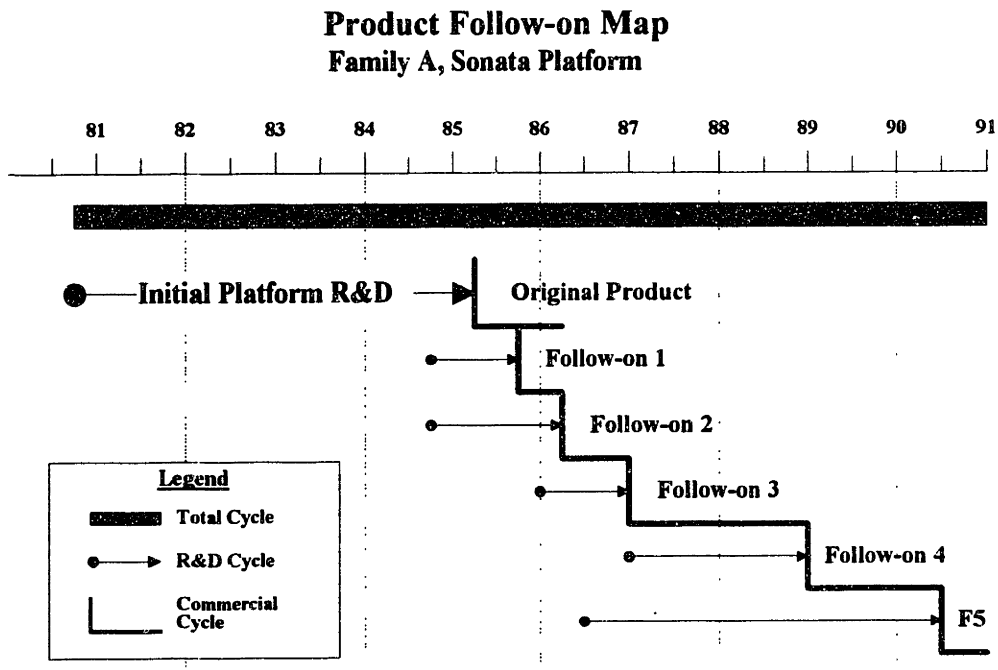 Product Follow-on Map
Family A, Sonata Platform
81 82 83 84 85 86 87 88 89 90 91
Initial Platform R&D
Original Product
Follow-on 1
Follow-on 2
Follow-on 3
Follow-on 4
F5
Legend
Total Cycle
R&D Cycle
Commercial
Cycle